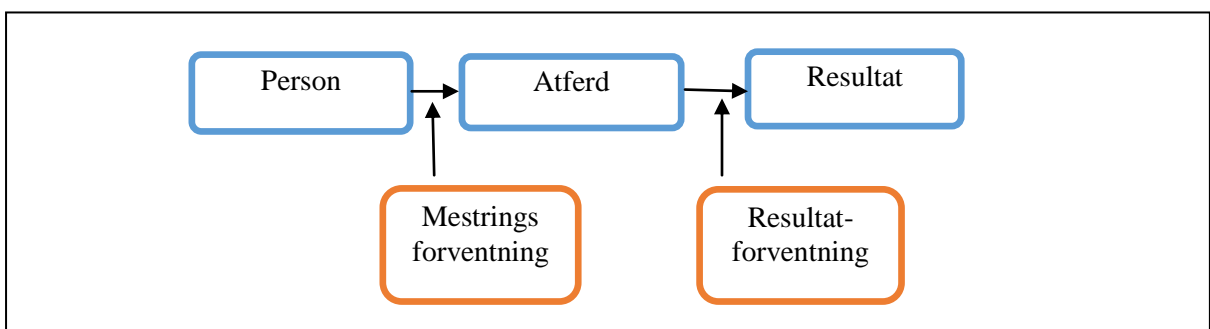 Person
Atferd
Resultat
Mestrings
forventning
Resultat-
forventning